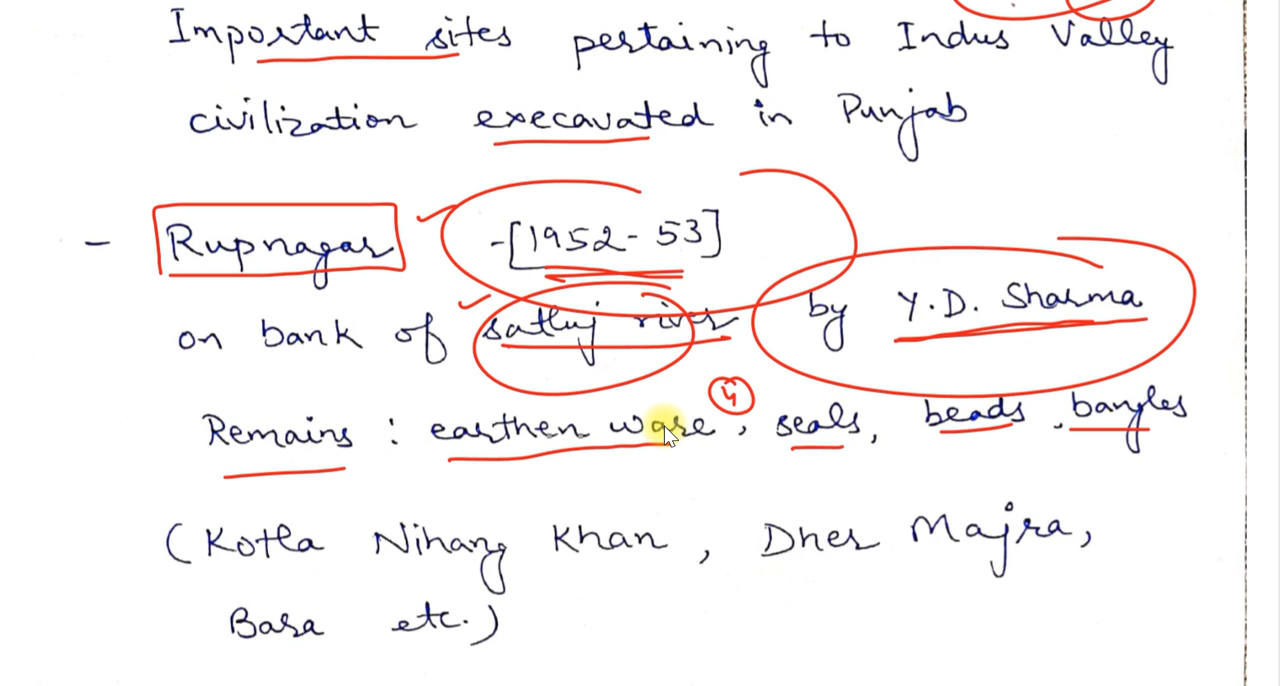 Important sites pertaining to Indus Valley
civilization execavated in Punjab
- Rupnagar -[1952-53]
on bank of satluj river by Y.D. Sharma
Remains : earthen ware, seals, beads, bangles
(Kotla Nihang Khan, Dher Majra,
Bara etc.)